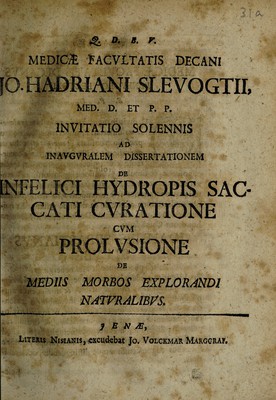 31a
Q. D. B. V.
MEDICÆ FACVLTATIS DECANI
JO. HADRIANI SLEVOGTII,
MED. D. ET P. P.
INVITATIO SOLENNIS
AD
INAVGVRALEM DISSERTATIONEM
DE
INFELICI HYDROPIS SAC-
CATI CVRATIONE
CVM
PROLVSIONE
DE
MEDIIS MORBOS EXPLORANDI
NATVRALIBVS.
JENÆ,
LITERIS NISIANIS, excudebat JO. VOLCKMAR MARGGRAF.